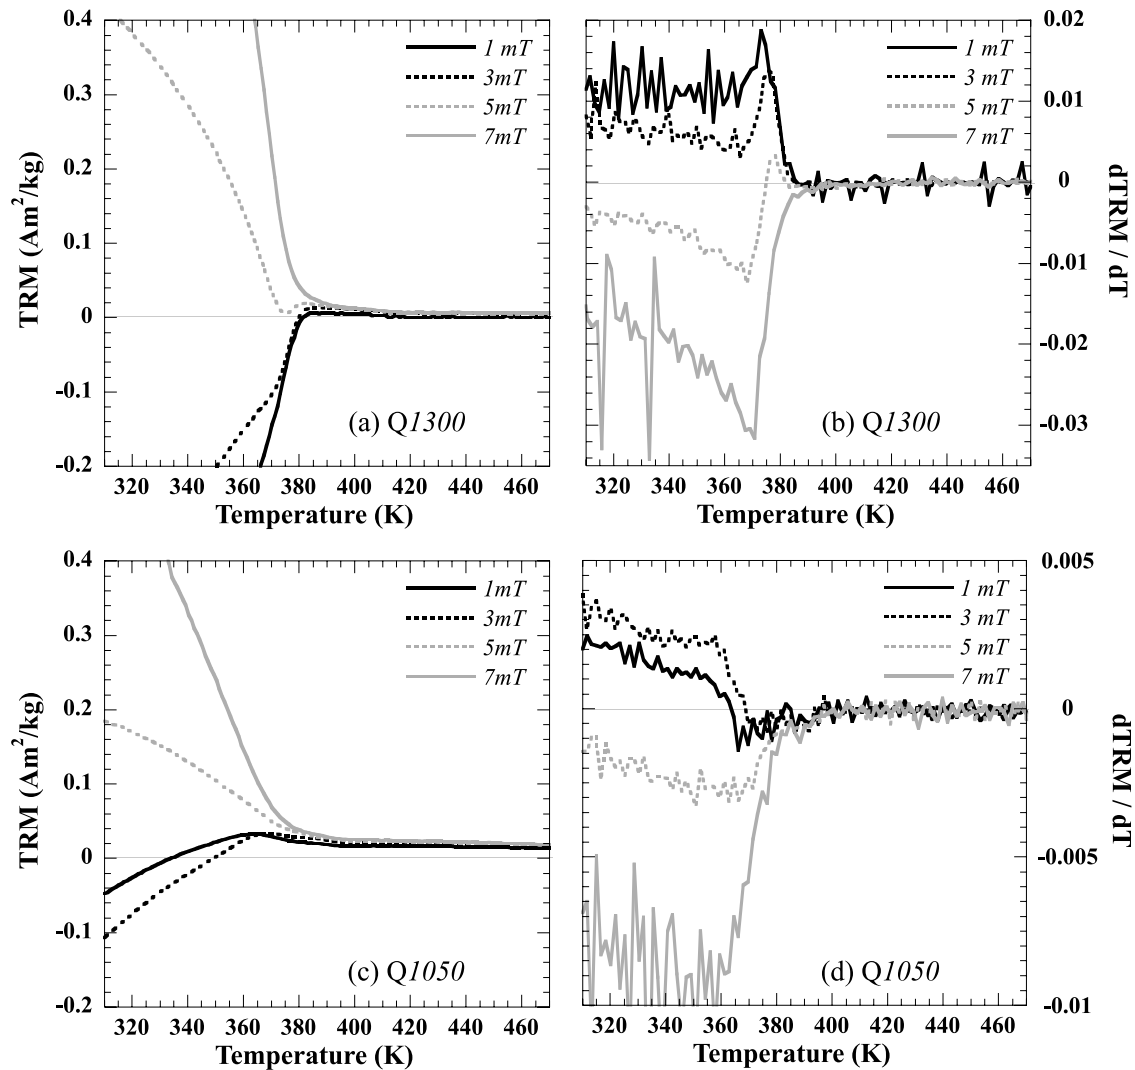 0.4
0.3
0.2
0.1
0
-0.1
-0.2
TRM (Am²/kg)
1 mT
3mT
5mT
7mT
(a) Q1300
320 340 360 380 400 420 440 460
Temperature (K)
0.02
0.01
0
-0.01
-0.02
-0.03
dTRM / dT
1 mT
3 mT
5 mT
7 mT
(b) Q1300
320 340 360 380 400 420 440 460
Temperature (K)
0.4
0.3
0.2
0.1
0
-0.1
-0.2
TRM (Am²/kg)
1mT
3mT
5mT
7mT
(c) Q1050
320 340 360 380 400 420 440 460
Temperature (K)
0.005
0
-0.005
-0.01
dTRM / dT
1 mT
3 mT
5 mT
7 mT
(d) Q1050
320 340 360 380 400 420 440 460
Temperature (K)